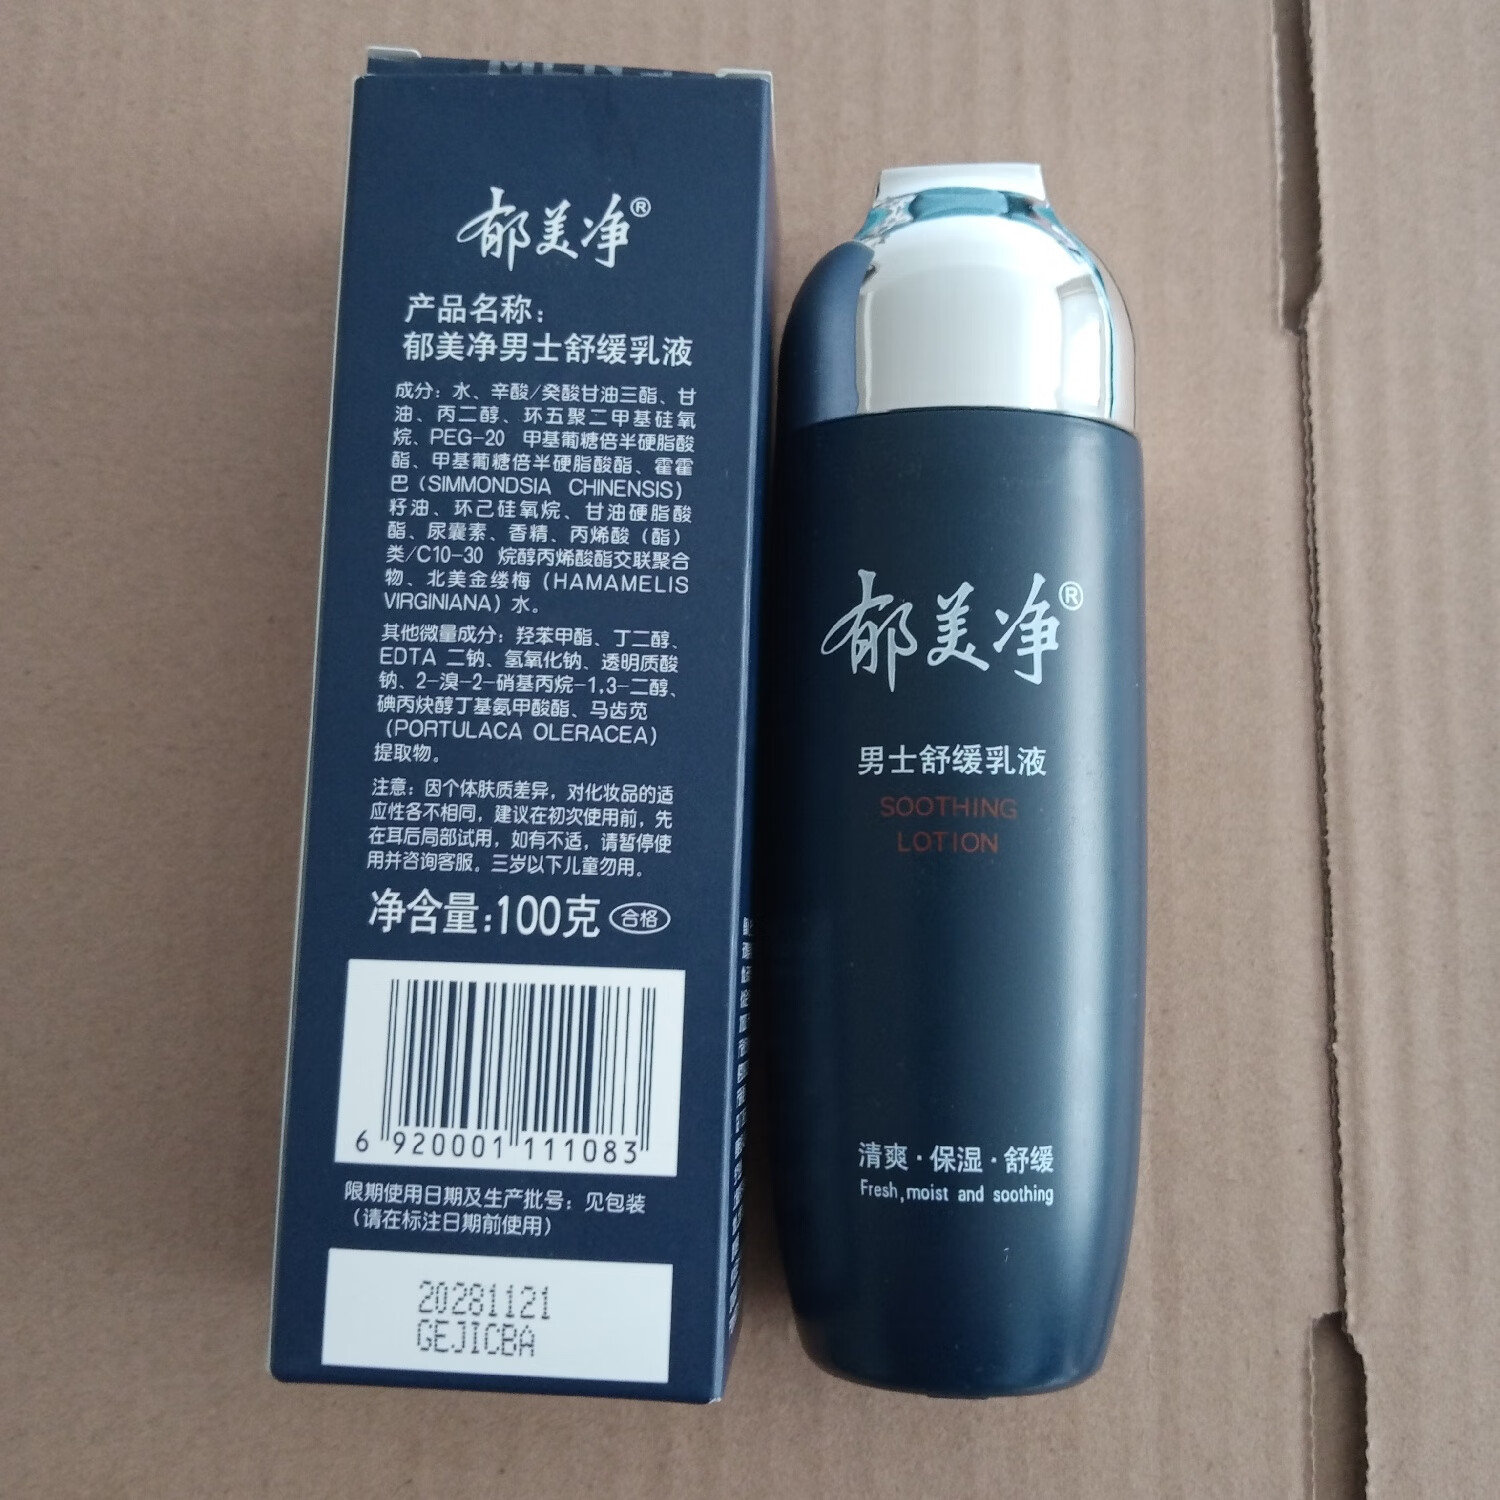 郁美净®
产品名称：
郁美净男士舒缓乳液
成分：水、辛酸/癸酸甘油三酯、甘
油、丙二醇、环五聚二甲基硅氧
烷、PEG-20 甲基葡糖倍半硬脂酸
酯、甲基葡糖倍半硬脂酸酯、霍霍
巴（SIMMONDSIA CHINENSIS）
籽油、环己硅氧烷、甘油硬脂酸
酯、尿囊素、香精、丙烯酸（酯）
类/C10-30 烷醇丙烯酸酯交联聚合
物、北美金缕梅（HAMAMELIS
VIRGINIANA）水。
其他微量成分：羟苯甲酯、丁二醇、
EDTA 二钠、氢氧化钠、透明质酸
钠、2-溴-2-硝基丙烷-1,3-二醇、
碘丙炔醇丁基氨甲酸酯、马齿苋
（PORTULACA OLERACEA）
提取物。
注意：因个体肤质差异，对化妆品的适
应性各不相同，建议在初次使用前，先
在耳后局部试用，如有不适，请暂停使
用并咨询客服。三岁以下儿童勿用。
净含量:100克 合格
6 920001 111083
限期使用日期及生产批号：见包装
（请在标注日期前使用）
20281121
GEJICBA
郁美净®
男士舒缓乳液
SOOTHING
LOTION
清爽·保湿·舒缓
Fresh,moist and soothing